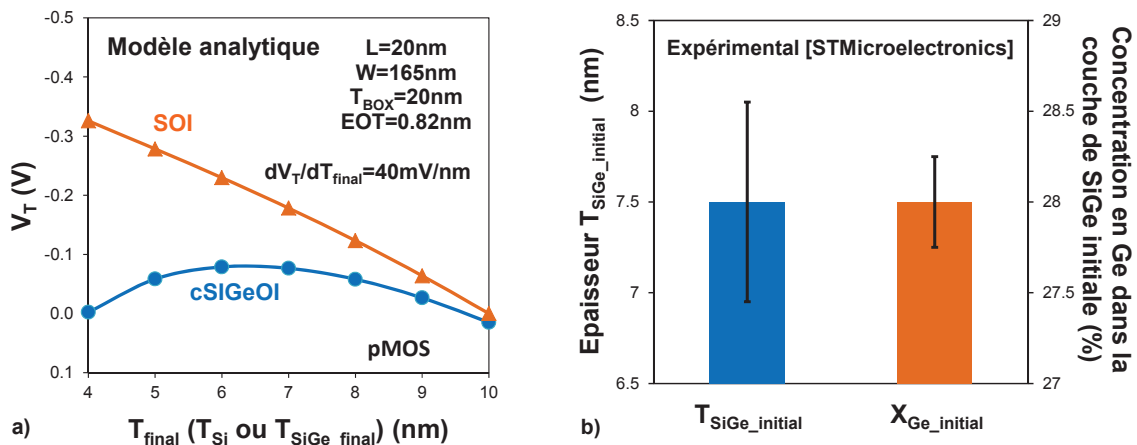 -0.5
-0.4
-0.3
-0.2
-0.1
0.0
0.1
V_T (V)
Modèle analytique
L=20nm
W=165nm
T_BOX=20nm
EOT=0.82nm
SOI
dV_T/dT_final=40mV/nm
cSIGeOI
pMOS
4 5 6 7 8 9 10
a) T_final (T_Si ou T_SiGe_final) (nm)
b)
8.5
8
7.5
7
6.5
Epaisseur T_SiGe_initial (nm)
Expérimental [STMicroelectronics]
29
28.5
28
27.5
27
Concentration en Ge dans la
couche de SiGe initiale (%)
T_SiGe_initial X_Ge_initial